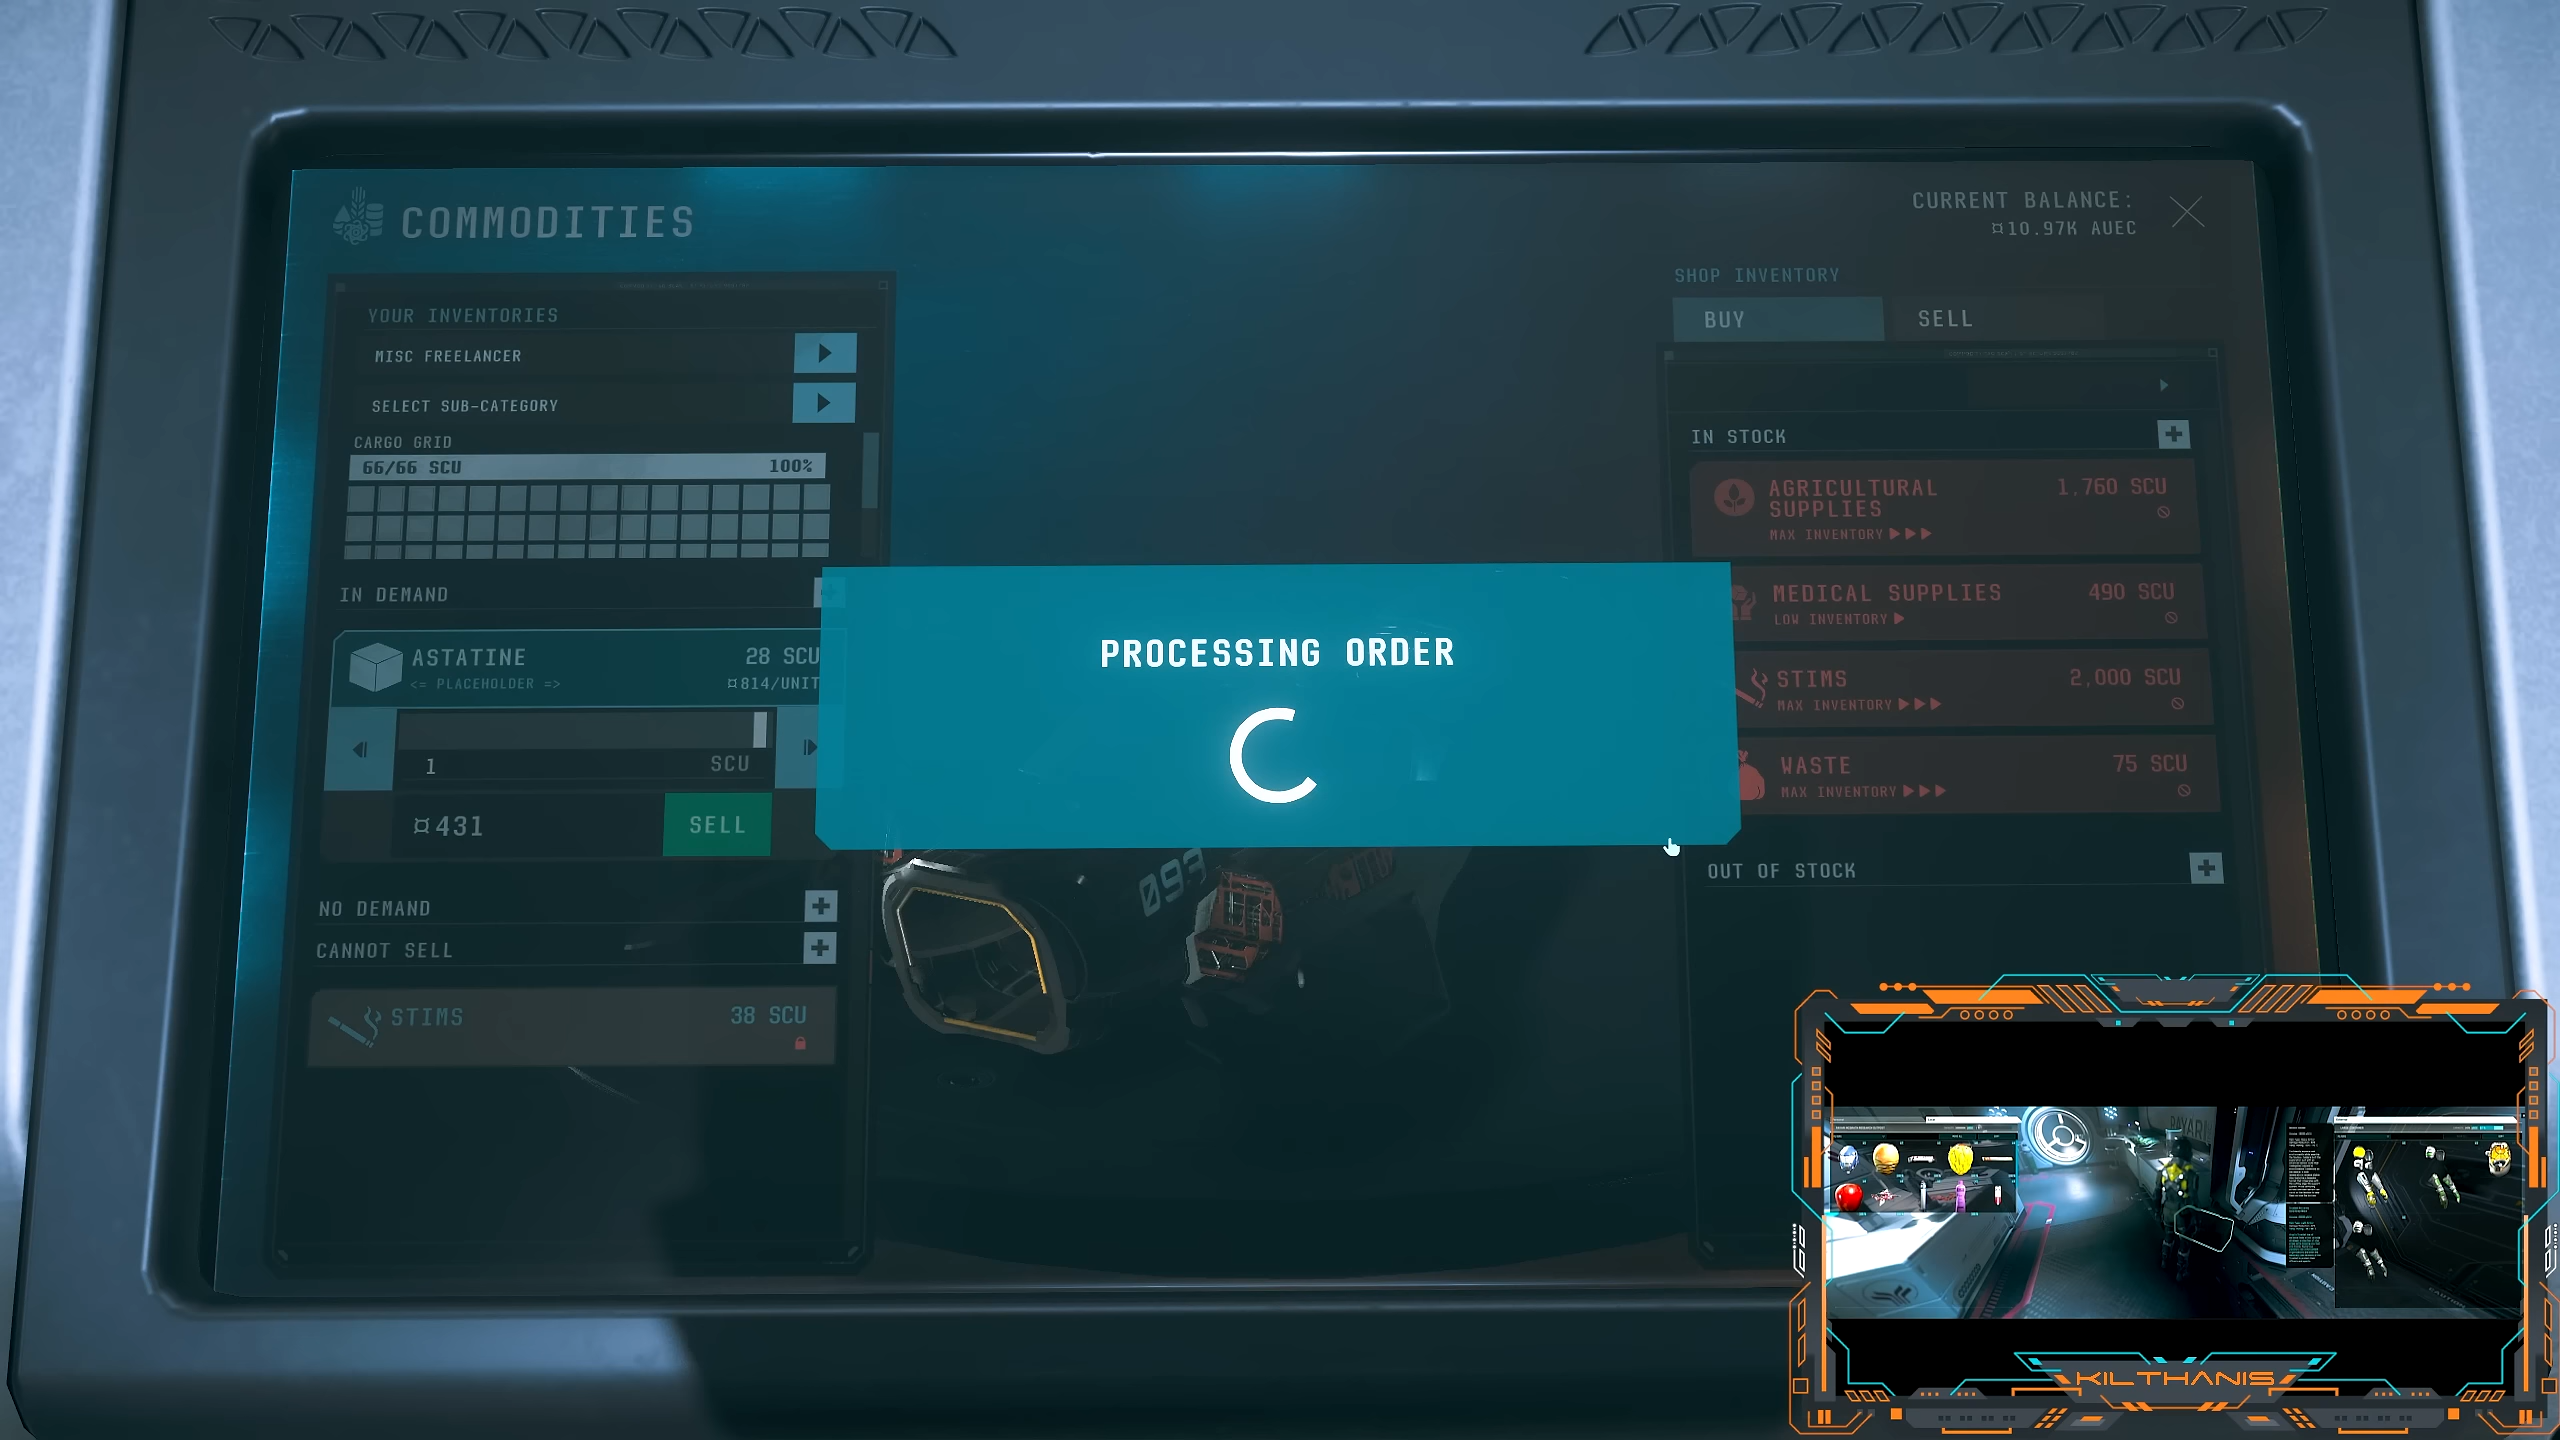 COMMODITIES
CURRENT BALANCE:
¤10.97K AUEC
YOUR INVENTORIES
MISC FREELANCER
SELECT SUB-CATEGORY
CARGO GRID
66/66 SCU 100%
IN DEMAND
ASTATINE 28 SCU
<= PLACEHOLDER => ¤814/UNIT
1 SCU
¤431 SELL
NO DEMAND
CANNOT SELL
STIMS 38 SCU
PROCESSING ORDER
093
SHOP INVENTORY
BUY SELL
IN STOCK
AGRICULTURAL SUPPLIES 1,760 SCU
MAX INVENTORY
MEDICAL SUPPLIES 490 SCU
LOW INVENTORY
STIMS 2,000 SCU
MAX INVENTORY
WASTE 75 SCU
MAX INVENTORY
OUT OF STOCK
KILTHANIS